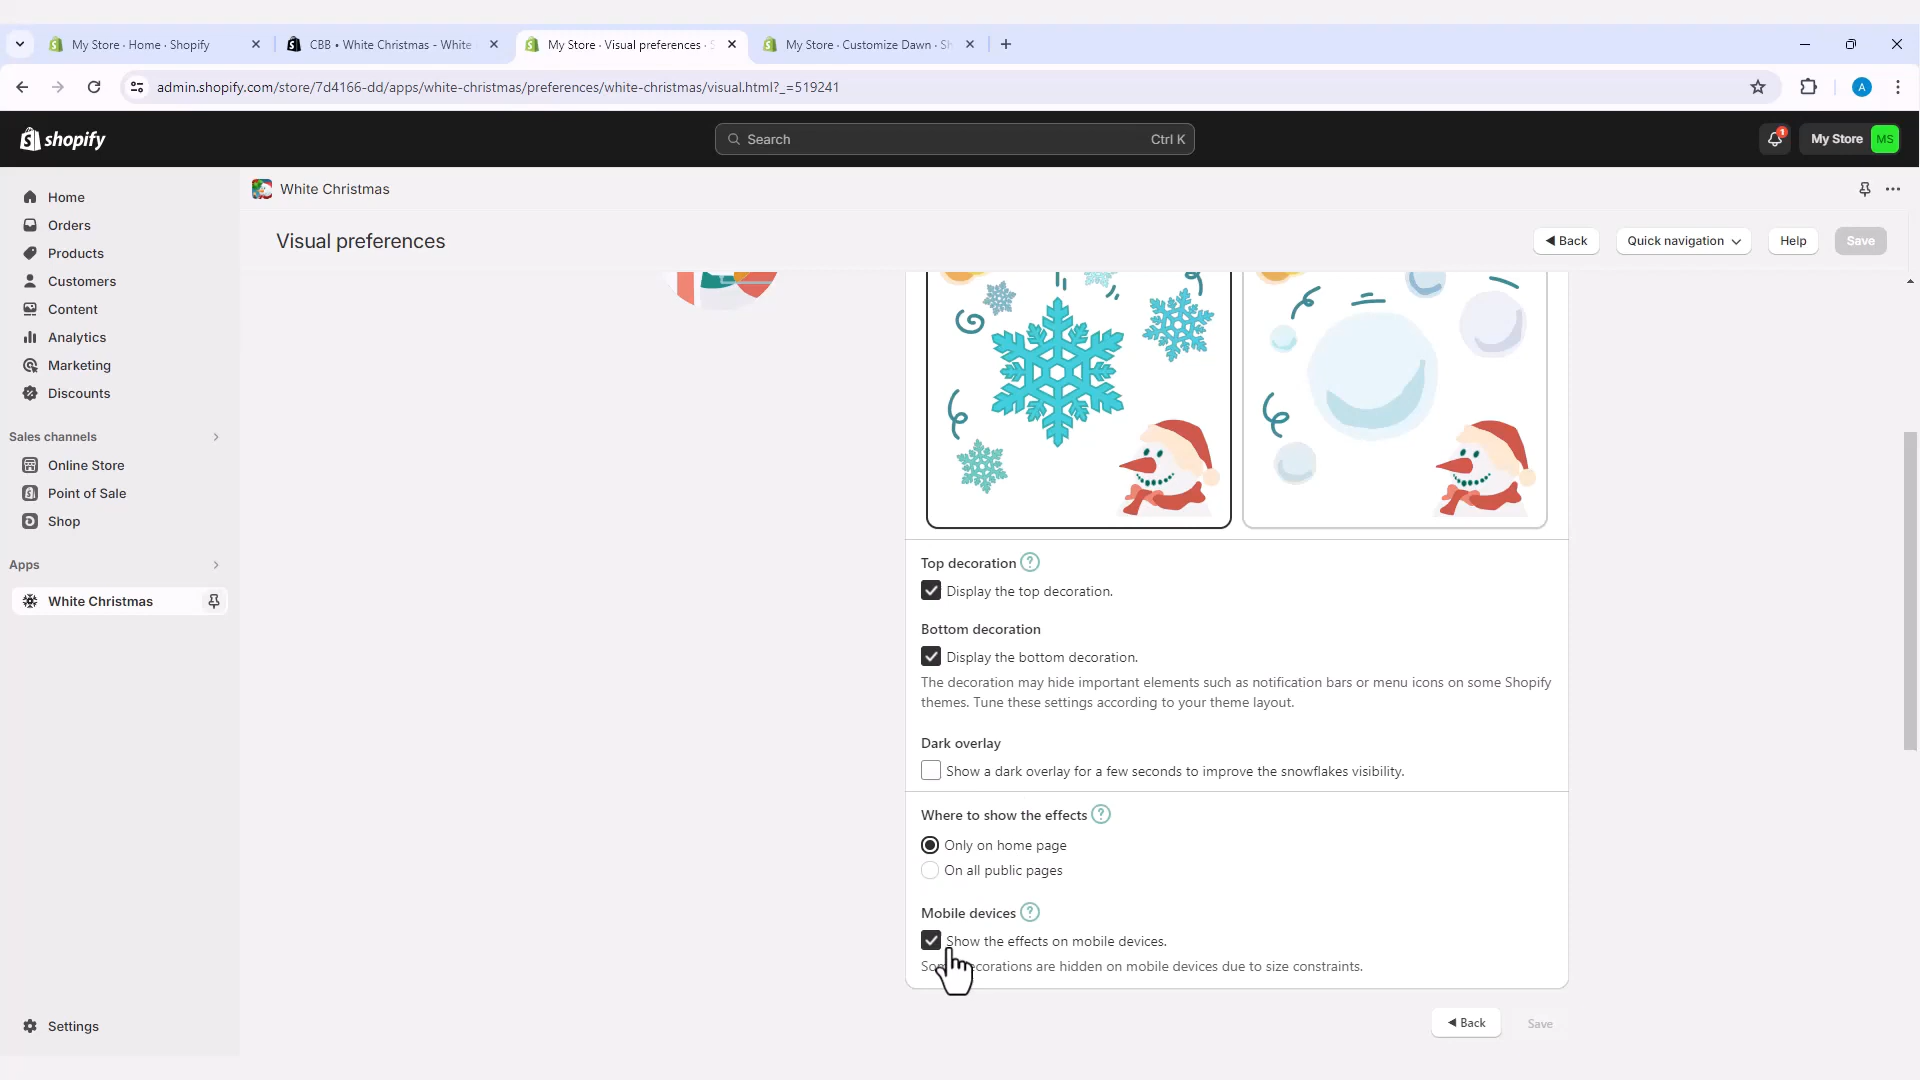 My Store · Home · Shopify
CBB • White Christmas - White
My Store · Visual preferences ·
My Store · Customize Dawn ·
admin.shopify.com/store/7d4166-dd/apps/white-christmas/preferences/white-christmas/visual.html?_=519241
A
shopify
Search
Ctrl K
1
My Store
MS
Home
Orders
Products
Customers
Content
Analytics
Marketing
Discounts
Sales channels
Online Store
Point of Sale
Shop
Apps
White Christmas
Settings
White Christmas
Visual preferences
◀ Back
Quick navigation
Help
Save
Top decoration ?
Display the top decoration.
Bottom decoration
Display the bottom decoration.
The decoration may hide important elements such as notification bars or menu icons on some Shopify
themes. Tune these settings according to your theme layout.
Dark overlay
Show a dark overlay for a few seconds to improve the snowflakes visibility.
Where to show the effects ?
Only on home page
On all public pages
Mobile devices ?
Show the effects on mobile devices.
are hidden on mobile devices due to size constraints.
◀ Back
Save